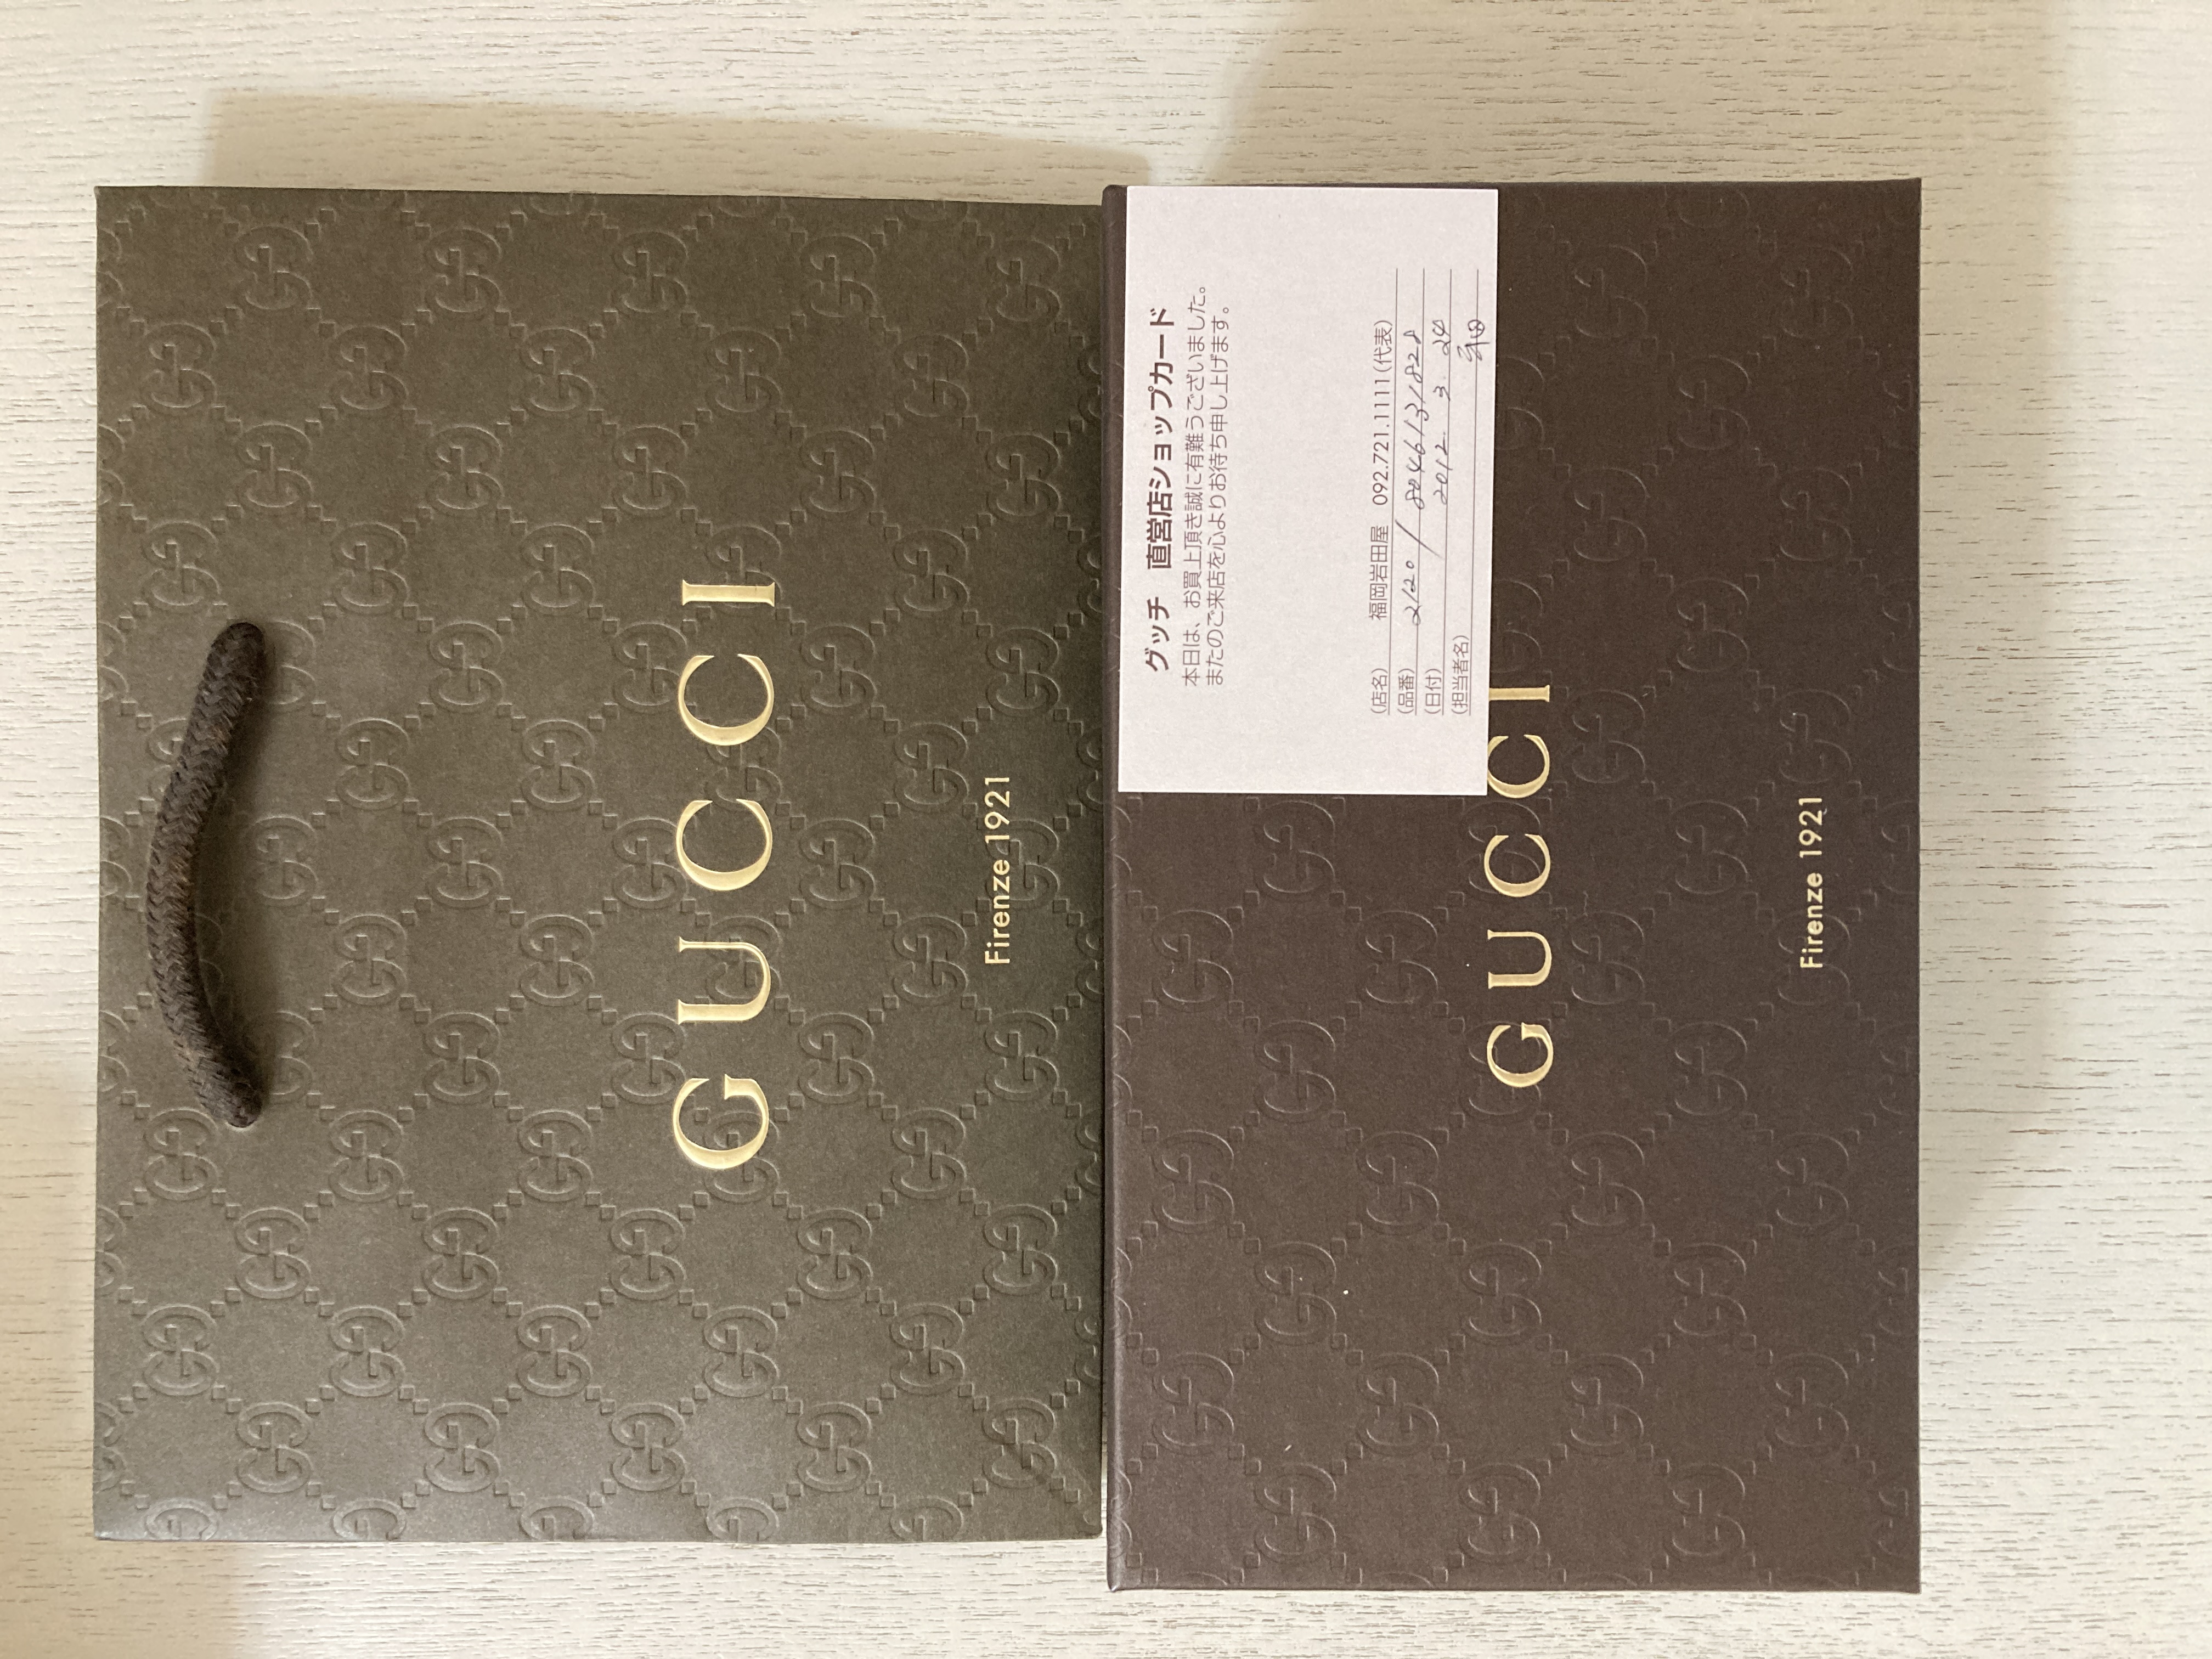 GUCCI
Firenze 1921
グッチ 直営店ショップカード
本日は、お買上頂き誠に有難うございました。
またのご来店を心よりお待ち申し上げます。
(店名) 福岡岩田屋 092.721.1111(代表)
(品番)
(日付) 2012. 3. 24
(担当者名)
GUCCI
Firenze 1921